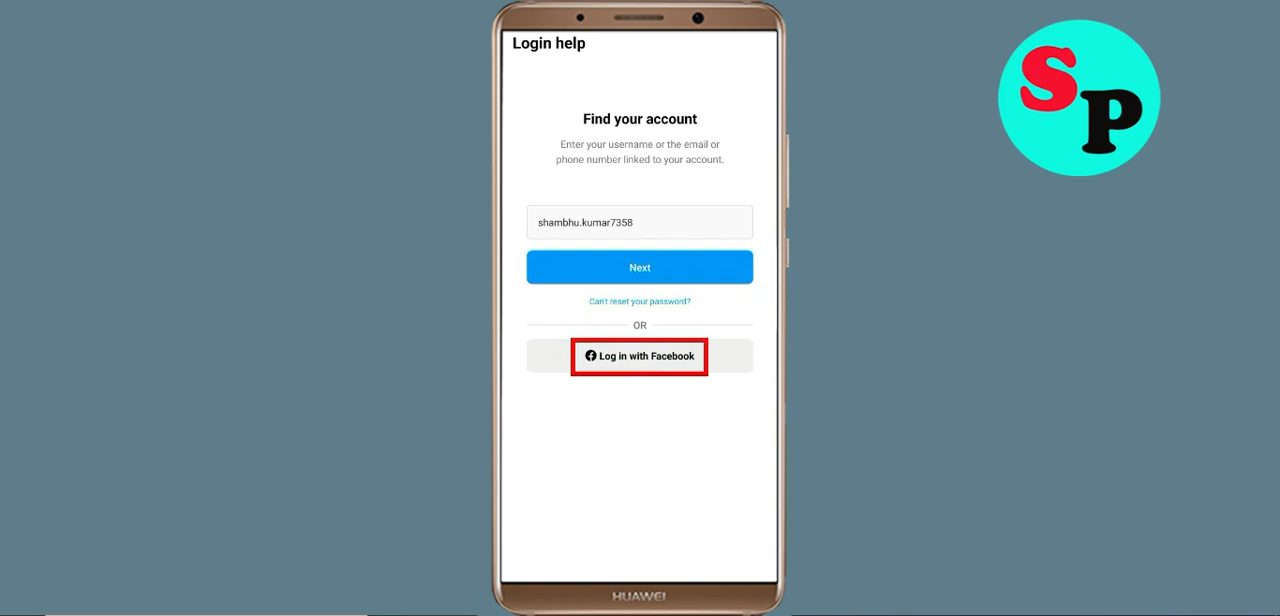 Login help
Find your account
Enter your username or the email or
phone number linked to your account.
shambhu.kumar7358
Next
Can't reset your password?
OR
Log in with Facebook
HUAWEI
SP